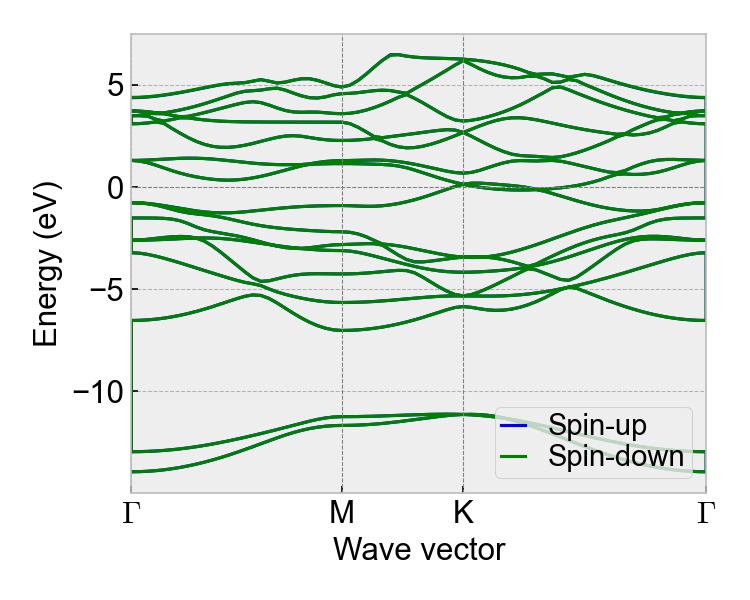 Energy (eV)
5
0
−5
−10
Spin-up
Spin-down
Γ M K Γ
Wave vector